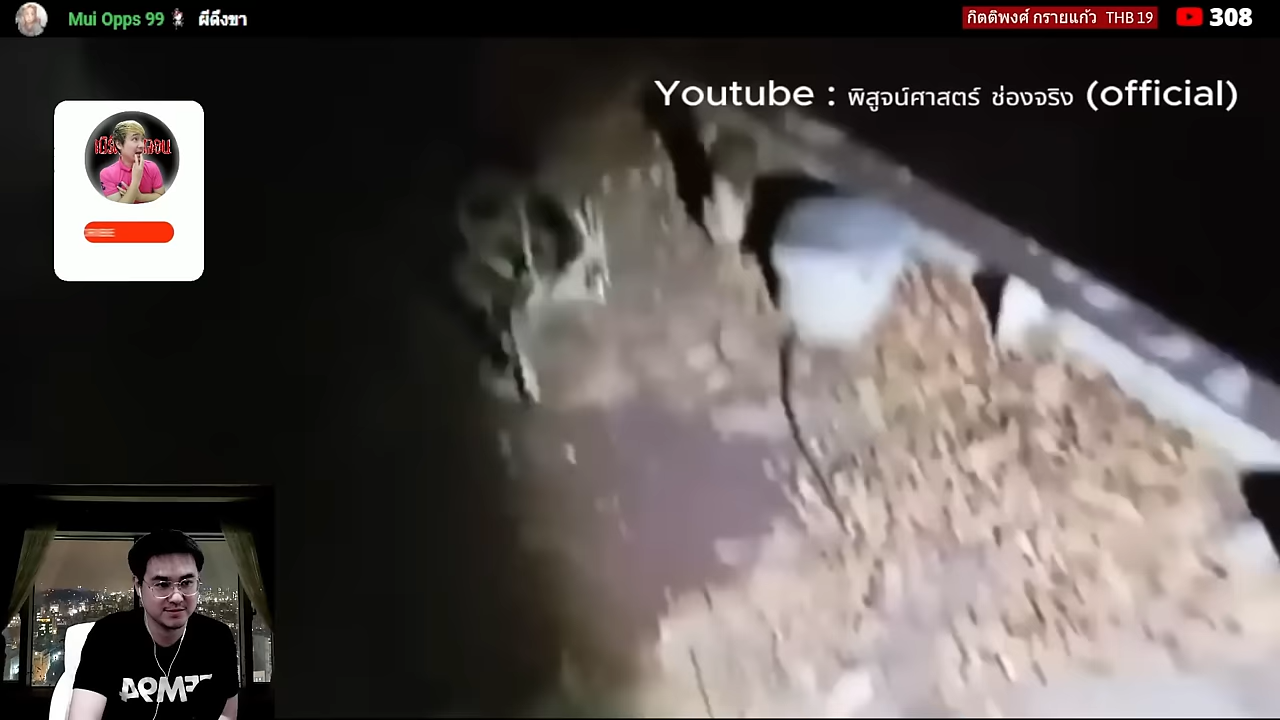 Mui Opps 99 ผีดึงขา
กิตติพงศ์ กรายแก้ว THB 19
308
Youtube : พิสูจน์ศาสตร์ ช่องจริง (official)